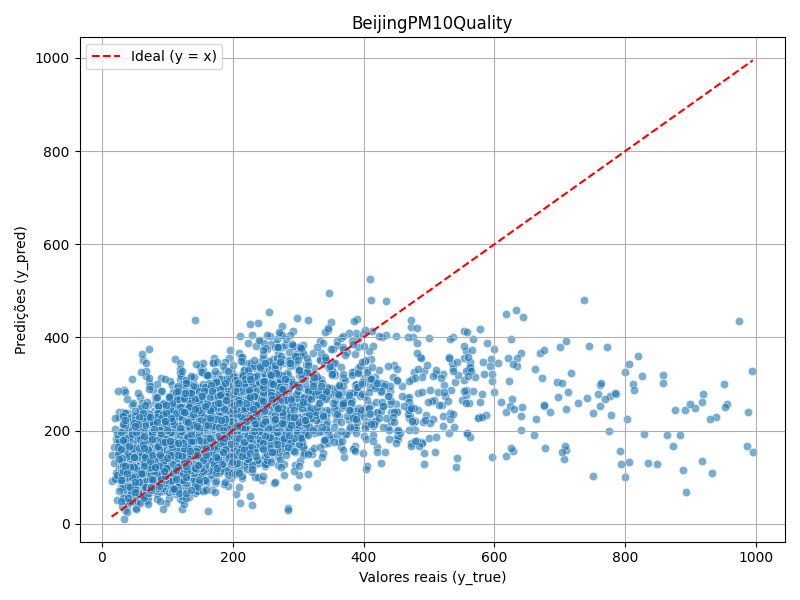 BeijingPM10Quality
Ideal (y = x)
Predições (y_pred)
1000
800
600
400
200
0
0 200 400 600 800 1000
Valores reais (y_true)